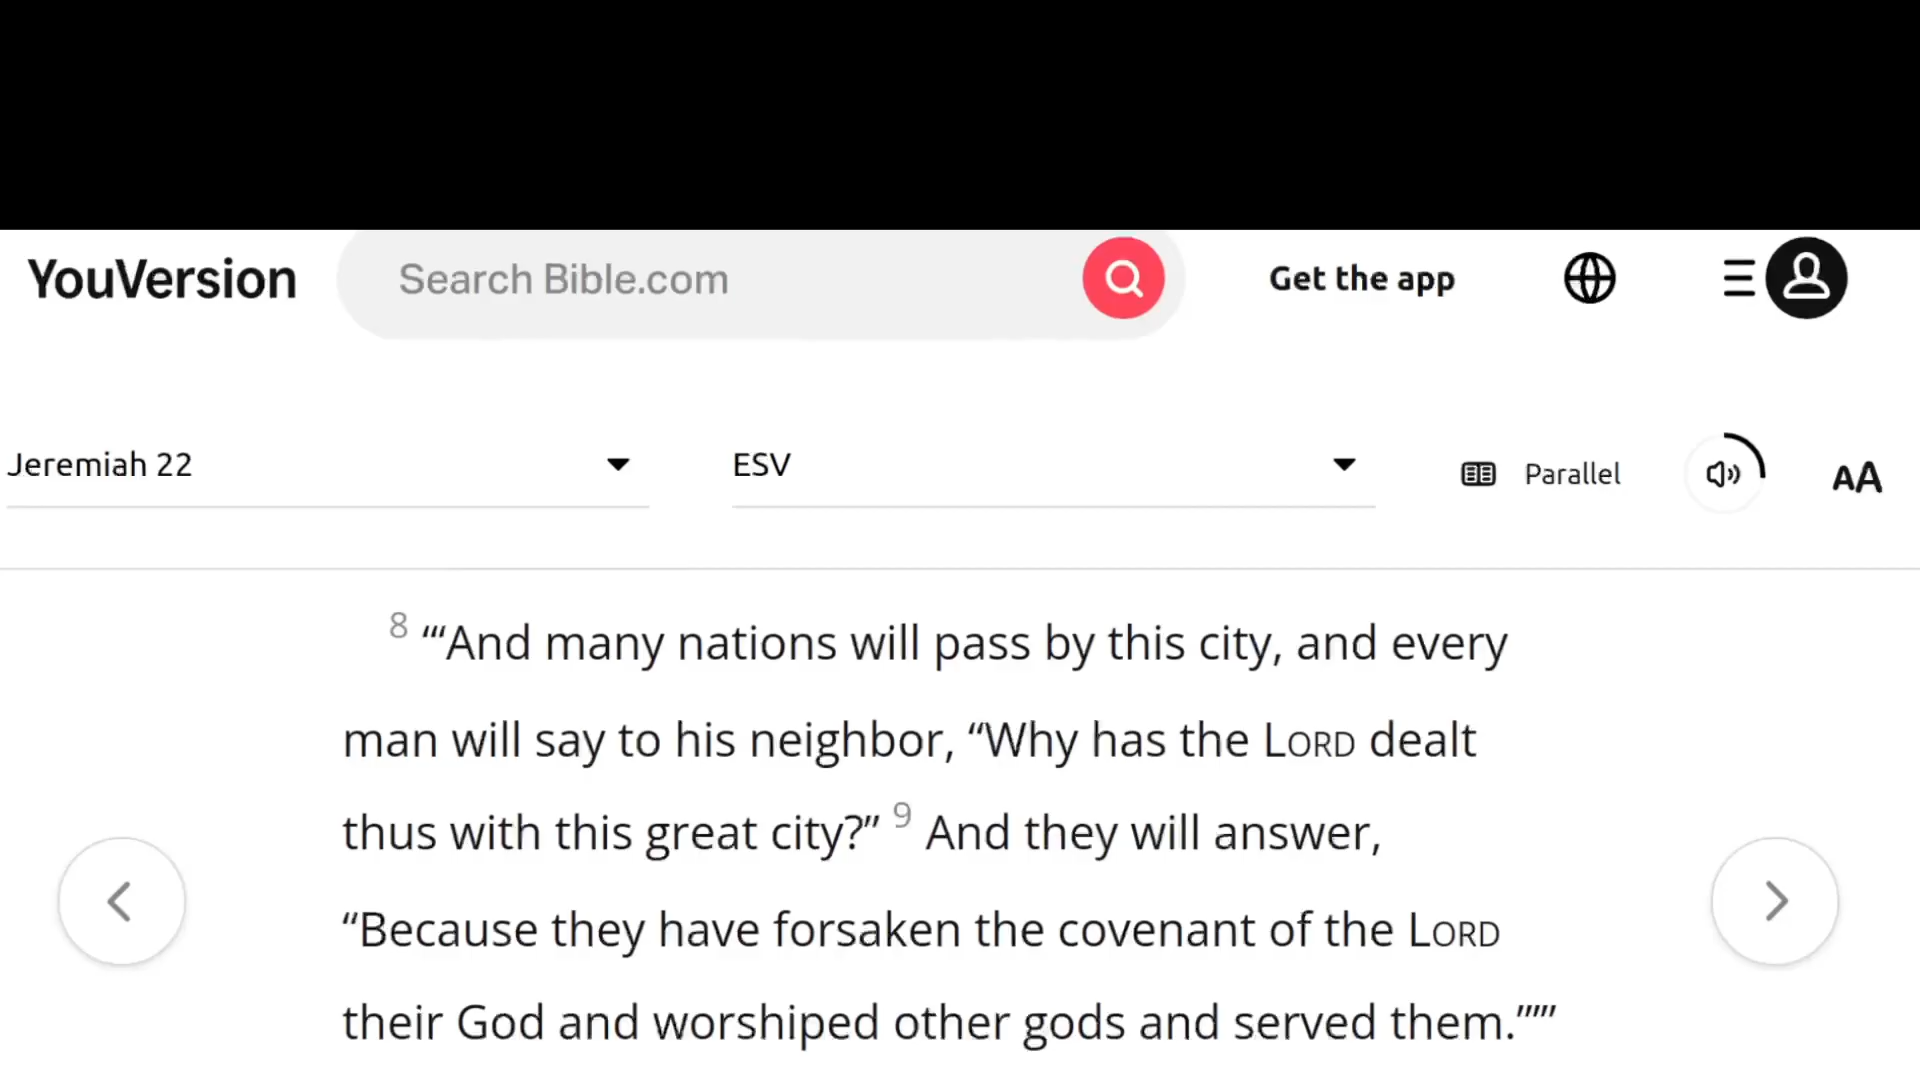 YouVersion
Search Bible.com
Get the app
Jeremiah 22
ESV
Parallel
AA
8 “‘And many nations will pass by this city, and every
man will say to his neighbor, “Why has the LORD dealt
thus with this great city?” 9 And they will answer,
“Because they have forsaken the covenant of the LORD
their God and worshiped other gods and served them.”’”